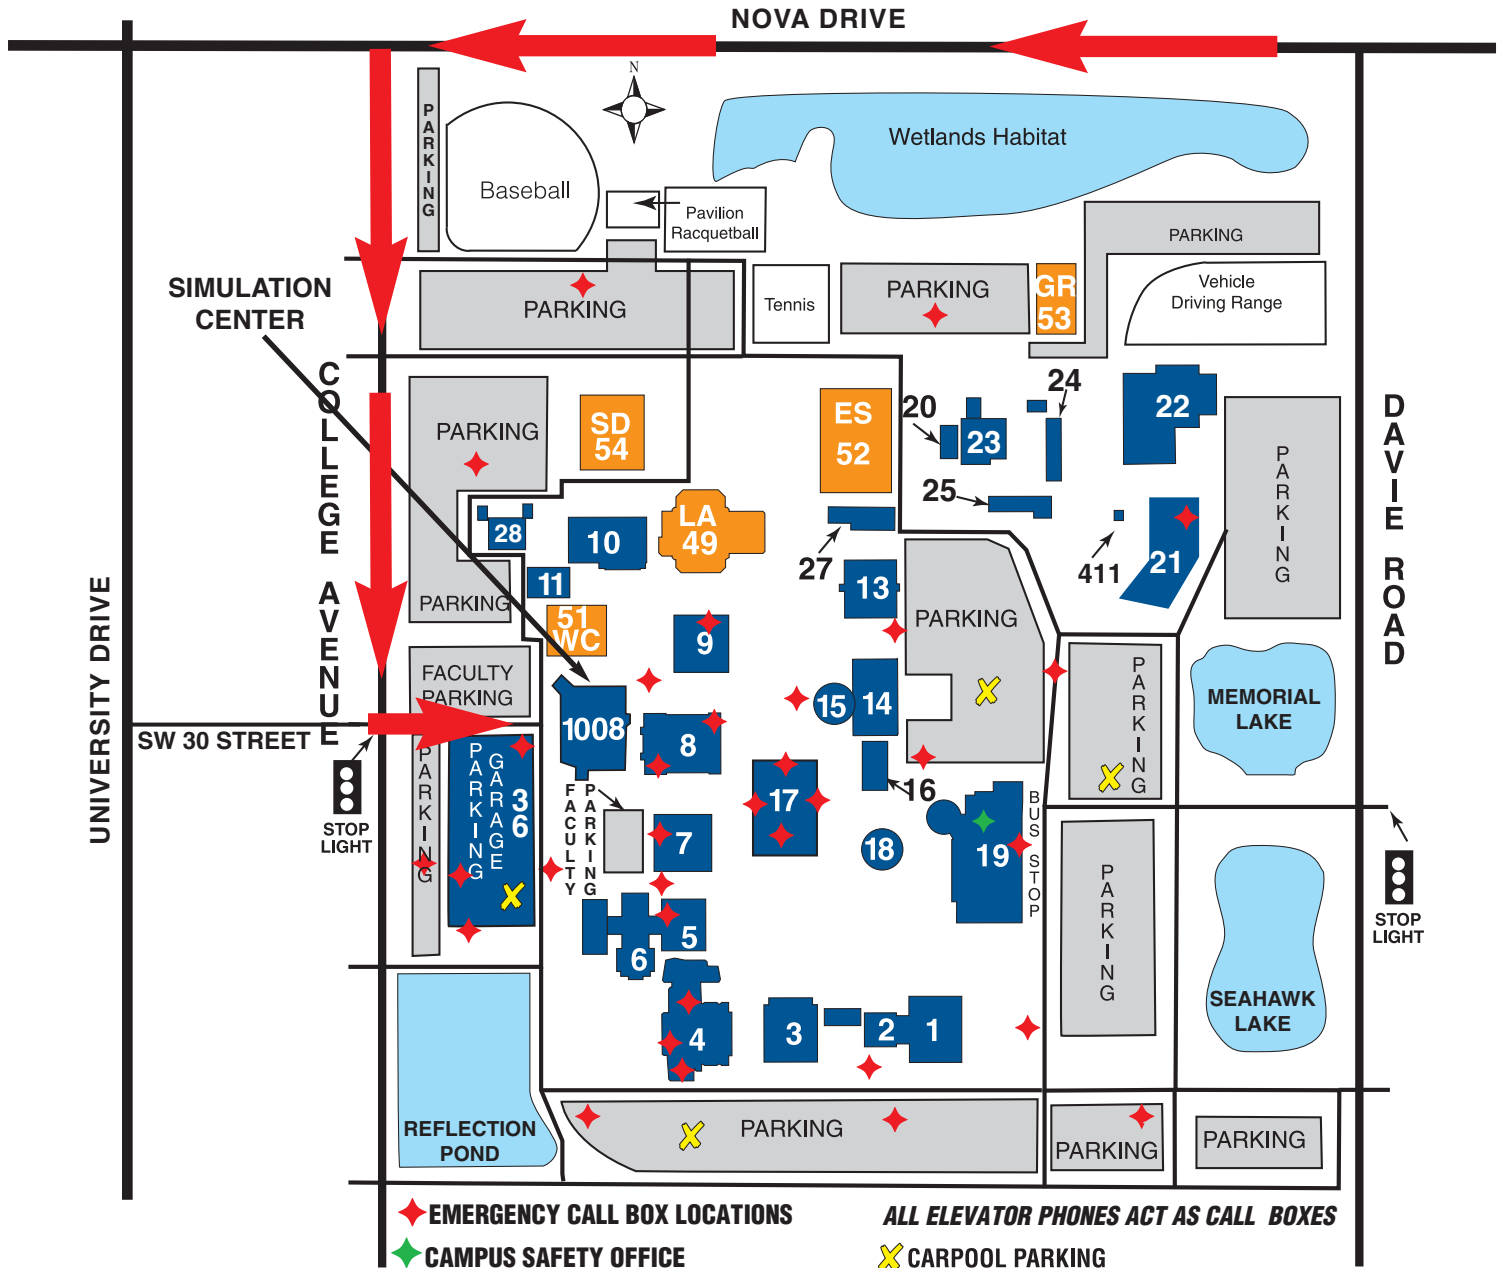 NOVA DRIVE
N
PARKING
Baseball
Pavilion
Racquetball
Wetlands Habitat
PARKING
SIMULATION
CENTER
PARKING
Tennis
PARKING
GR
53
Vehicle
Driving Range
COLLEGE AVENUE
PARKING
SD
54
ES
52
20
23
24
22
PARKING
DAVIE ROAD
25
28
10
LA
49
27
411
21
11
13
PARKING
51
WC
9
PARKING
UNIVERSITY DRIVE
FACULTY
PARKING
1008
8
15
14
PARKING
MEMORIAL
LAKE
SW 30 STREET
STOP
LIGHT
PARKING
PARKING
GARAGE
36
FACULTY
PARKING
7
17
16
18
19
BUS STOP
PARKING
STOP
LIGHT
5
6
4
3
2
1
SEAHAWK
LAKE
REFLECTION
POND
PARKING
PARKING
PARKING
EMERGENCY CALL BOX LOCATIONS
ALL ELEVATOR PHONES ACT AS CALL BOXES
CAMPUS SAFETY OFFICE
CARPOOL PARKING